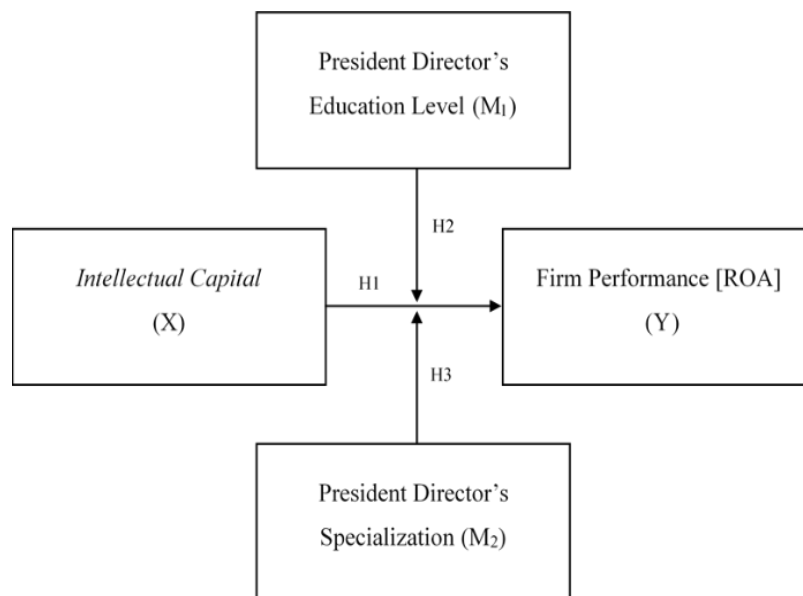 President Director’s
Education Level (M₁)
H2
Intellectual Capital
(X)
H1
Firm Performance [ROA]
(Y)
H3
President Director’s
Specialization (M₂)